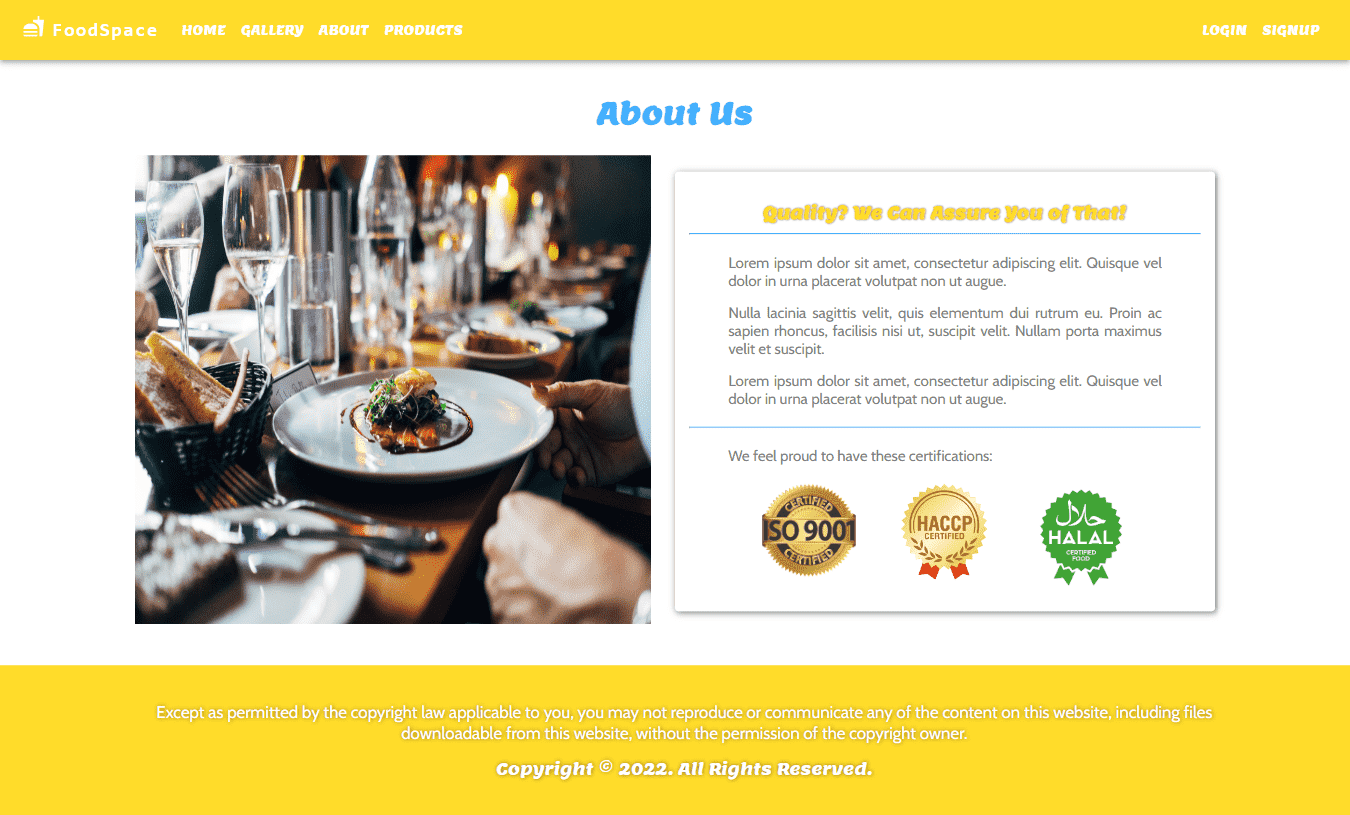 FoodSpace HOME GALLERY ABOUT PRODUCTS LOGIN SIGNUP
About Us
Quality? We Can Assure You of That!
Lorem ipsum dolor sit amet, consectetur adipiscing elit. Quisque vel
dolor in urna placerat volutpat non ut augue.
Nulla lacinia sagittis velit, quis elementum dui rutrum eu. Proin ac
sapien rhoncus, facilisis nisi ut, suscipit velit. Nullam porta maximus
velit et suscipit.
Lorem ipsum dolor sit amet, consectetur adipiscing elit. Quisque vel
dolor in urna placerat volutpat non ut augue.
We feel proud to have these certifications:
CERTIFIED
ISO 9001
CERTIFIED
HACCP
CERTIFIED
حلال
HALAL
CERTIFIED
FOOD
Except as permitted by the copyright law applicable to you, you may not reproduce or communicate any of the content on this website, including files
downloadable from this website, without the permission of the copyright owner.
Copyright © 2022. All Rights Reserved.